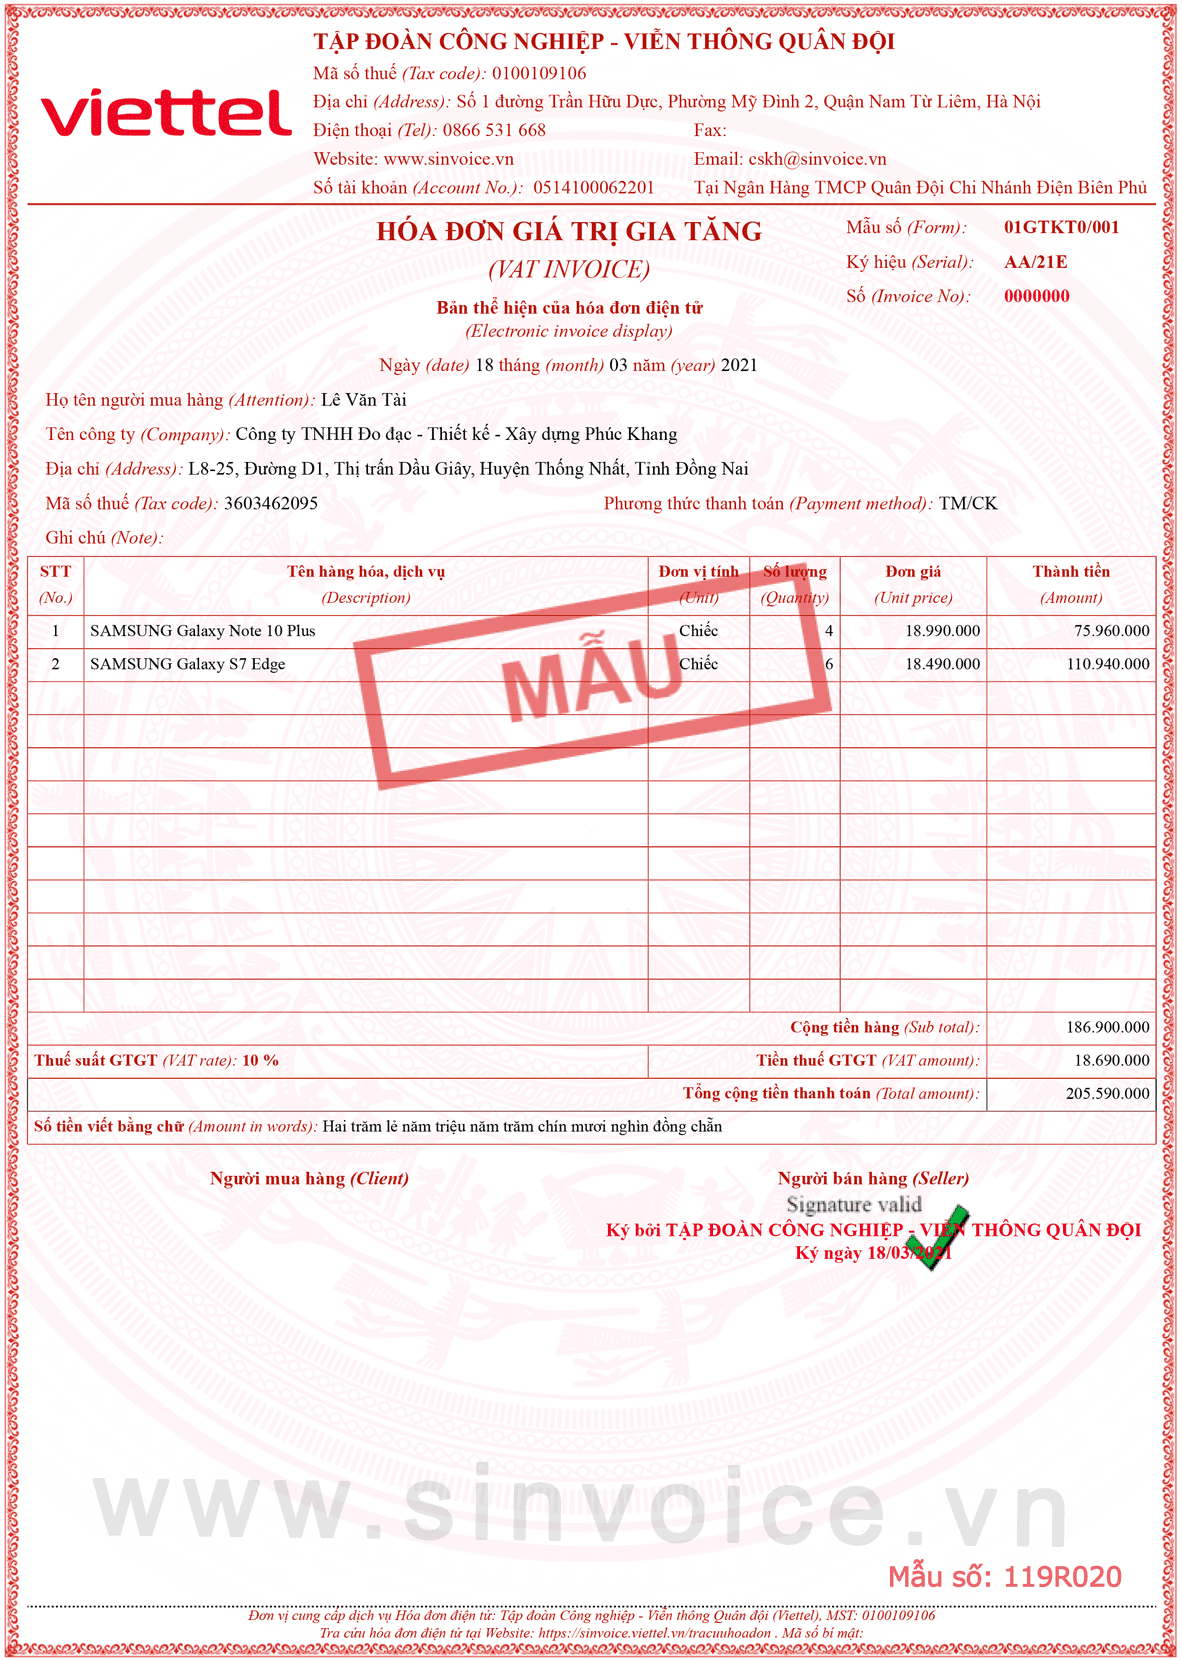 viettel
TẬP ĐOÀN CÔNG NGHIỆP - VIỄN THÔNG QUÂN ĐỘI
Mã số thuế (Tax code): 0100109106
Địa chỉ (Address): Số 1 đường Trần Hữu Dực, Phường Mỹ Đình 2, Quận Nam Từ Liêm, Hà Nội
Điện thoại (Tel): 0866 531 668 Fax:
Website: www.sinvoice.vn Email: cskh@sinvoice.vn
Số tài khoản (Account No.): 0514100062201 Tại Ngân Hàng TMCP Quân Đội Chi Nhánh Điện Biên Phủ
HÓA ĐƠN GIÁ TRỊ GIA TĂNG
(VAT INVOICE)
Bản thể hiện của hóa đơn điện tử
(Electronic invoice display)
Ngày (date) 18 tháng (month) 03 năm (year) 2021
Mẫu số (Form): 01GTKT0/001
Ký hiệu (Serial): AA/21E
Số (Invoice No): 0000000
Họ tên người mua hàng (Attention): Lê Văn Tài
Tên công ty (Company): Công ty TNHH Đo đạc - Thiết kế - Xây dựng Phúc Khang
Địa chỉ (Address): L8-25, Đường D1, Thị trấn Dầu Giây, Huyện Thống Nhất, Tỉnh Đồng Nai
Mã số thuế (Tax code): 3603462095 Phương thức thanh toán (Payment method): TM/CK
Ghi chú (Note):
STT Tên hàng hóa, dịch vụ Đơn vị tính Số lượng Đơn giá Thành tiền
(No.) (Description) (Unit) (Quantity) (Unit price) (Amount)
1 SAMSUNG Galaxy Note 10 Plus Chiếc 4 18.990.000 75.960.000
2 SAMSUNG Galaxy S7 Edge Chiếc 6 18.490.000 110.940.000
MẪU
Cộng tiền hàng (Sub total): 186.900.000
Thuế suất GTGT (VAT rate): 10 % Tiền thuế GTGT (VAT amount): 18.690.000
Tổng cộng tiền thanh toán (Total amount): 205.590.000
Số tiền viết bằng chữ (Amount in words): Hai trăm lẻ năm triệu năm trăm chín mươi nghìn đồng chẵn
Người mua hàng (Client) Người bán hàng (Seller)
Signature valid
Ký bởi TẬP ĐOÀN CÔNG NGHIỆP - VIỄN THÔNG QUÂN ĐỘI
Ký ngày 18/03/2021
www.sinvoice.vn
Mẫu số: 119R020
Đơn vị cung cấp dịch vụ Hóa đơn điện tử: Tập đoàn Công nghiệp - Viễn thông Quân đội (Viettel), MST: 0100109106
Tra cứu hóa đơn điện tử tại Website: https://sinvoice.viettel.vn/tracuuhoadon . Mã số bí mật: